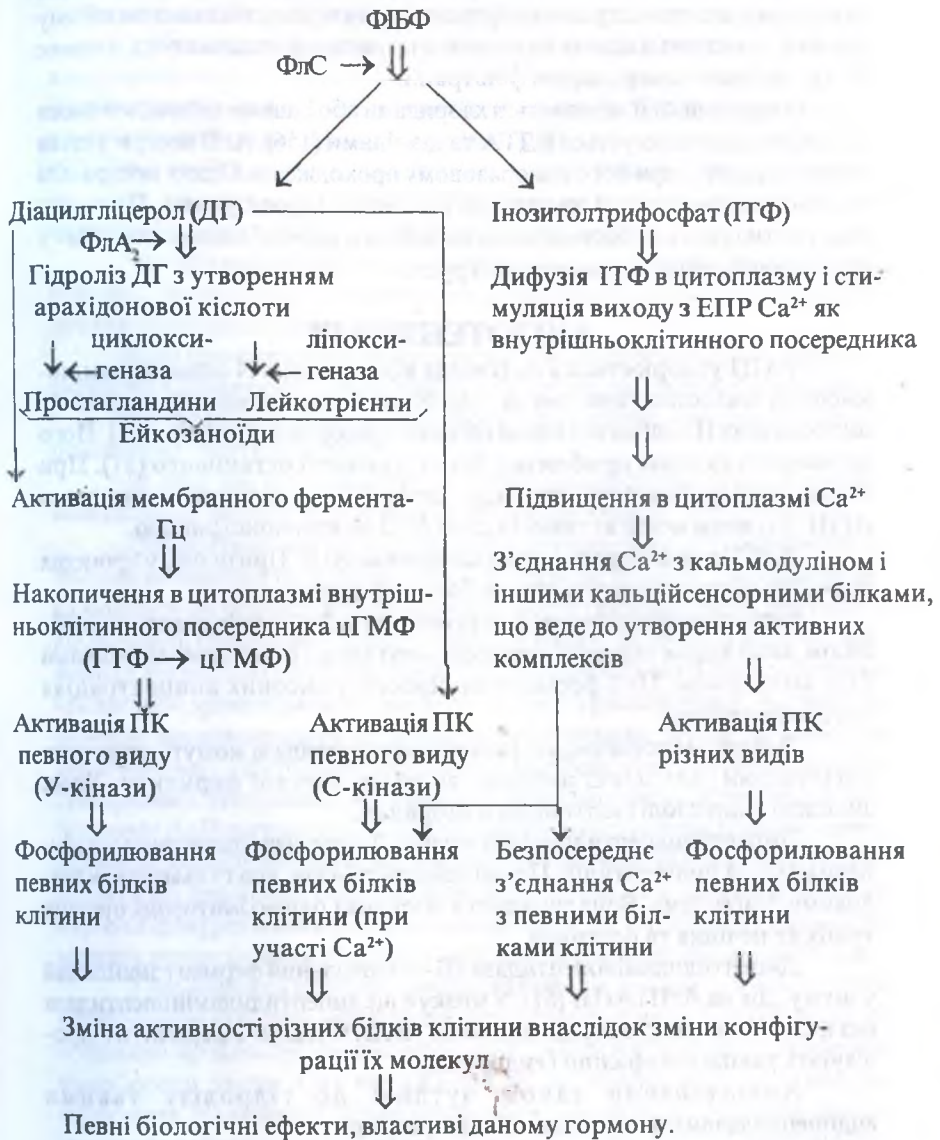 ФІБФ
ФлС
Діацилгліцерол (ДГ)
Інозитолтрифосфат (ІТФ)
ФлА₂
Гідроліз ДГ з утворенням
арахідонової кіслоти
циклокси-
геназа
ліпокси-
геназа
Простагландини Лейкотрієнти
Ейкозаноїди
Дифузія ІТФ в цитоплазму і сти-
муляція виходу з ЕПР Ca²⁺ як
внутрішньоклітинного посередника
Активація мембранного фермента-
Гц
Підвищення в цитоплазмі Ca²⁺
Накопичення в цитоплазмі внутріш-
ньоклітинного посередника цГМФ
(ГТФ → цГМФ)
З'єднання Ca²⁺ з кальмодуліном і
іншими кальційсенсорними білками,
що веде до утворення активних
комплексів
Активація ПК
певного виду
(У-кінази)
Активація ПК
певного виду
(С-кінази)
Активація ПК
різних видів
Фосфорилювання
певних білків
клітини
Фосфорилювання
певних білків
клітини (при
участі Ca²⁺)
Безпосереднє
з'єднання Ca²⁺
з певними біл-
ками клітини
Фосфорилювання
певних білків
клітини
Зміна активності різних білків клітини внаслідок зміни конфігу-
рації їх молекул
Певні біологічні ефекти, властиві даному гормону.